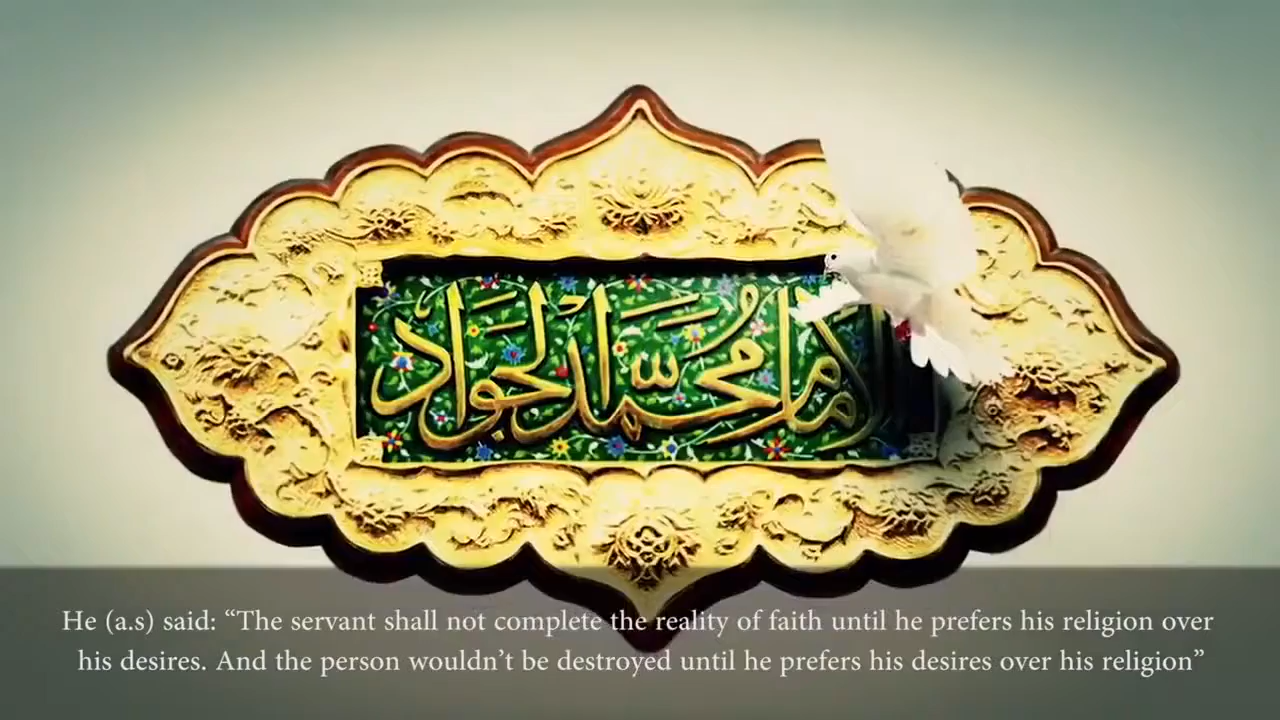 الإمام محمد الجواد
He (a.s) said: “The servant shall not complete the reality of faith until he prefers his religion over
his desires. And the person wouldn’t be destroyed until he prefers his desires over his religion”